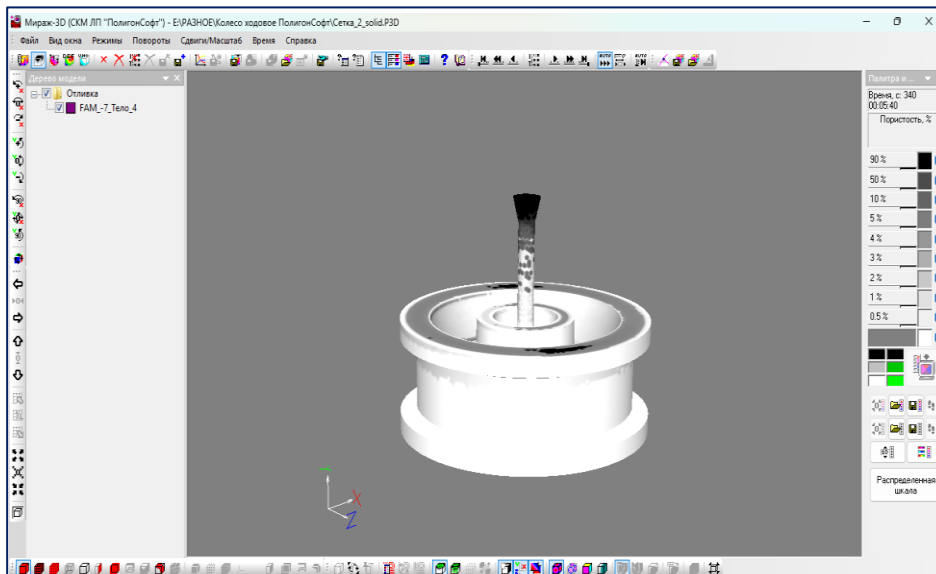 Мираж-3D (СКМ ЛП "ПолигонСофт") - E:\РАЗНОЕ\Колесо ходовое ПолигонСофт\Сетка_2_solid.P3D
Файл Вид окна Режимы Повороты Сдвиги/Масштаб Время Справка
Дерево модели
Отливка
FAM_-7_Тело_4
Палитра и ...
Время, с: 340
00:05:40
Пористость, %
90 %
50 %
10 %
5 %
4 %
3 %
2 %
1 %
0.5 %
Распределенная
шкала
X
Z